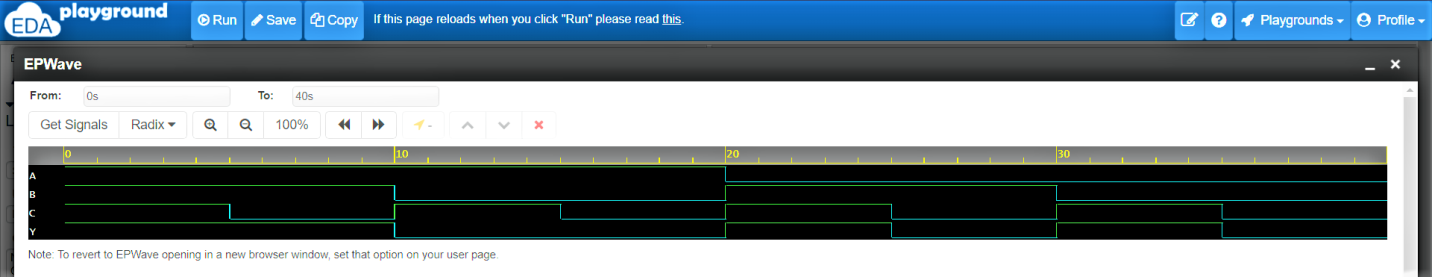 EDA playground Run Save Copy If this page reloads when you click "Run" please read this. Playgrounds Profile
EPWave
From: 0s To: 40s
Get Signals Radix 100% -
0 10 20 30
A
B
C
Y
Note: To revert to EPWave opening in a new browser window, set that option on your user page.